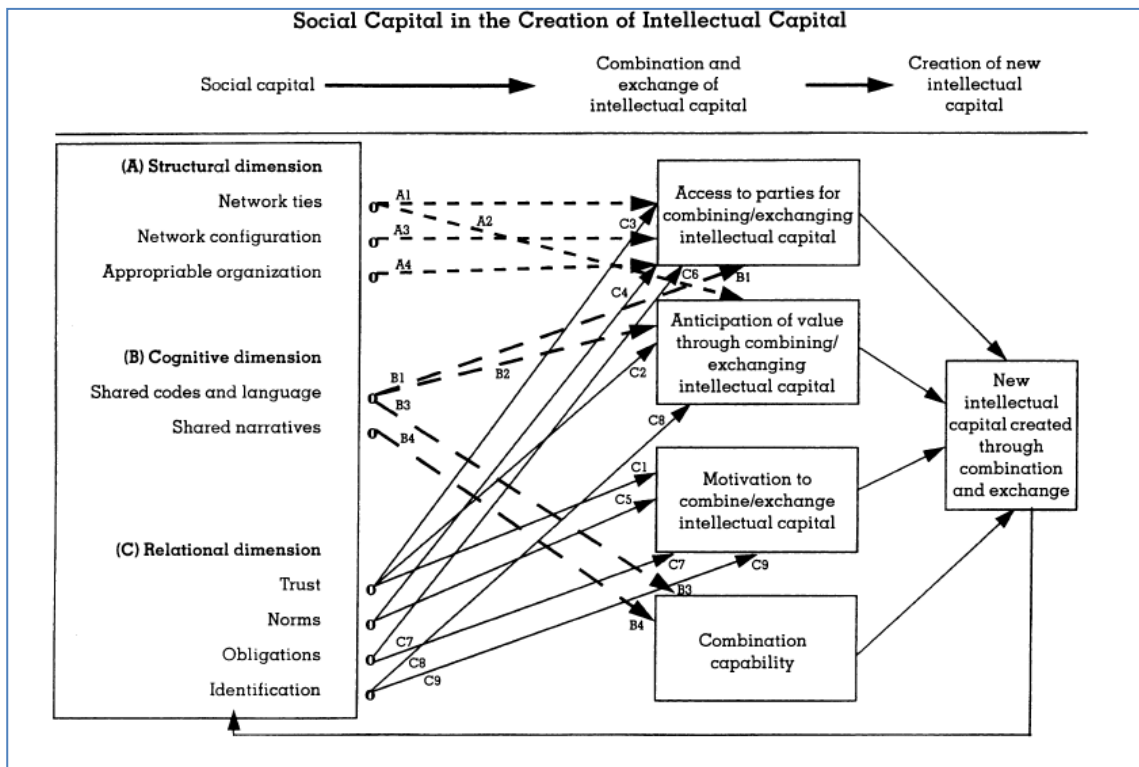 Social Capital in the Creation of Intellectual Capital
Social capital
Combination and
exchange of
intellectual capital
Creation of new
intellectual
capital
(A) Structural dimension
Network ties
Network configuration
Appropriable organization
(B) Cognitive dimension
Shared codes and language
Shared narratives
(C) Relational dimension
Trust
Norms
Obligations
Identification
A1
A2
A3
A4
B1
B2
B3
B4
C3
C4
C6
B1
C2
C8
C1
C5
C7
C9
B3
B4
C7
C8
C9
Access to parties for
combining/exchanging
intellectual capital
Anticipation of value
through combining/
exchanging
intellectual capital
Motivation to
combine/exchange
intellectual capital
Combination
capability
New
intellectual
capital created
through
combination
and exchange